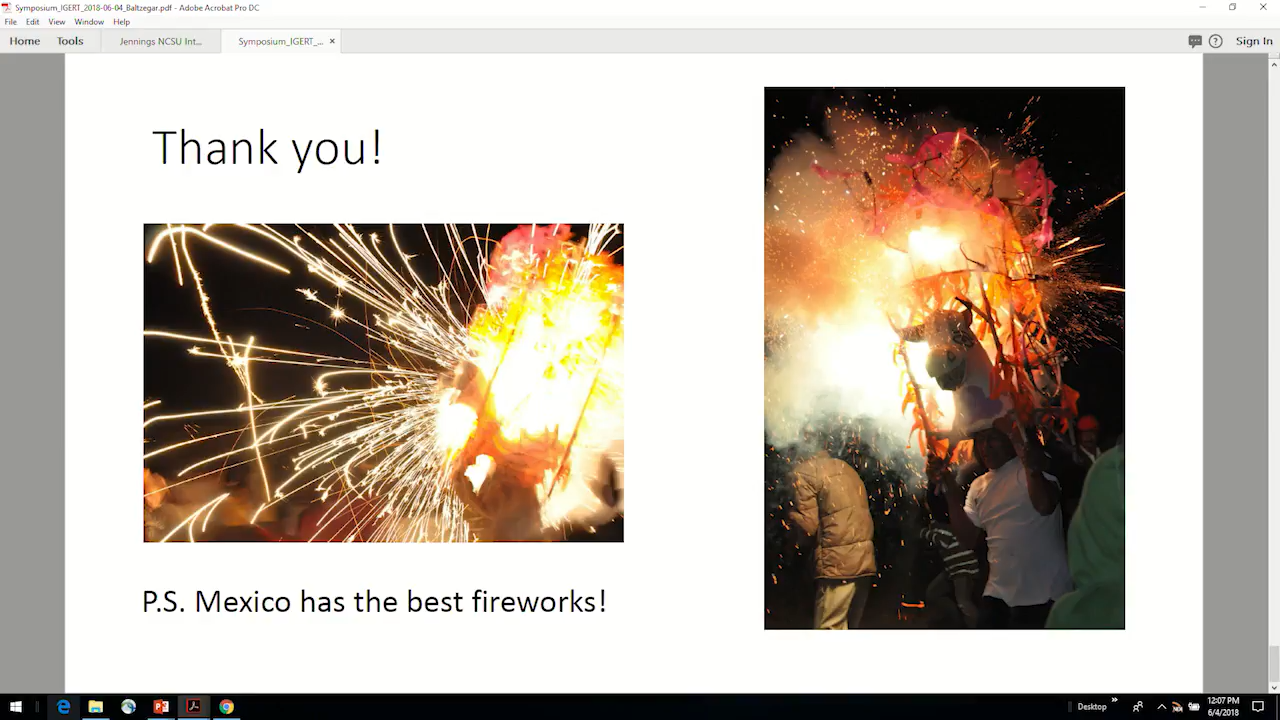 Symposium_IGERT_2018-06-04_Baltzegar.pdf - Adobe Acrobat Pro DC
File Edit View Window Help
Home Tools Jennings NCSU Int... Symposium_IGERT_... × Sign In
Thank you!
P.S. Mexico has the best fireworks!
Desktop
12:07 PM
6/4/2018